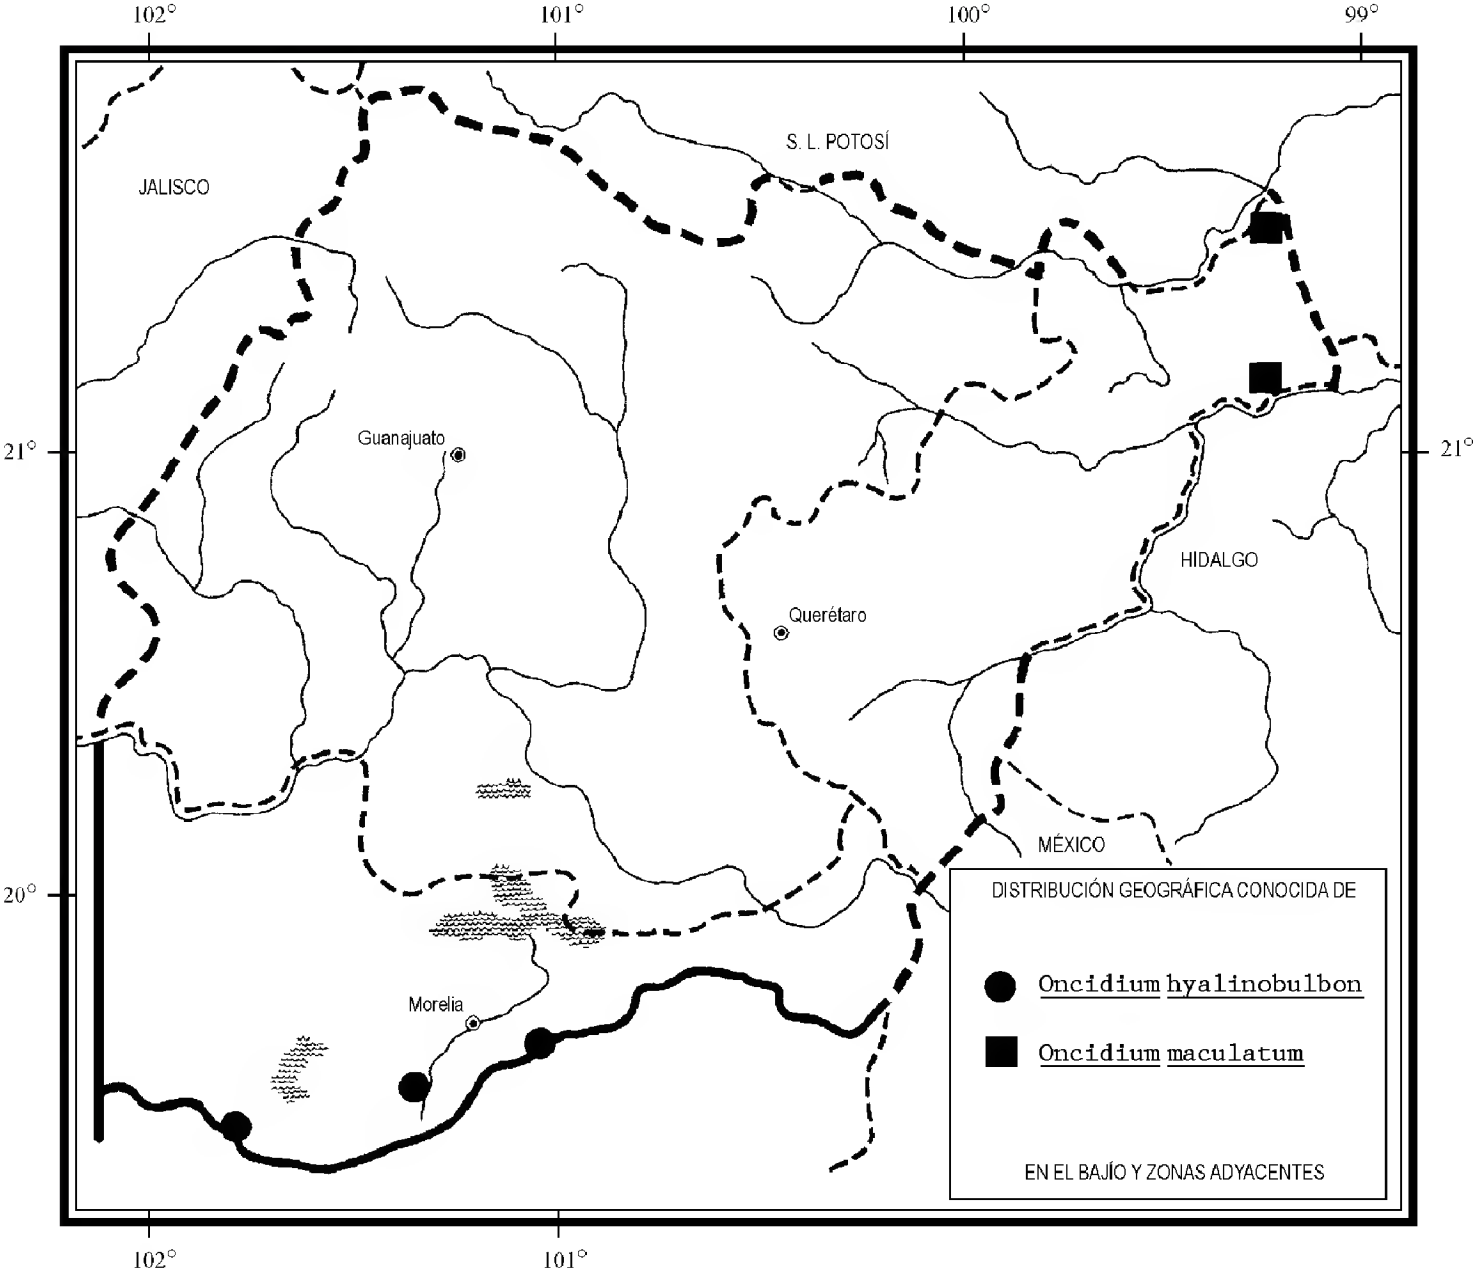 102° 101° 100° 99°
S. L. POTOSÍ
JALISCO
Guanajuato
21° 21°
HIDALGO
Querétaro
MÉXICO
20°
DISTRIBUCIÓN GEOGRÁFICA CONOCIDA DE
Oncidium hyalinobulbon
Morelia
Oncidium maculatum
EN EL BAJÍO Y ZONAS ADYACENTES
102° 101°